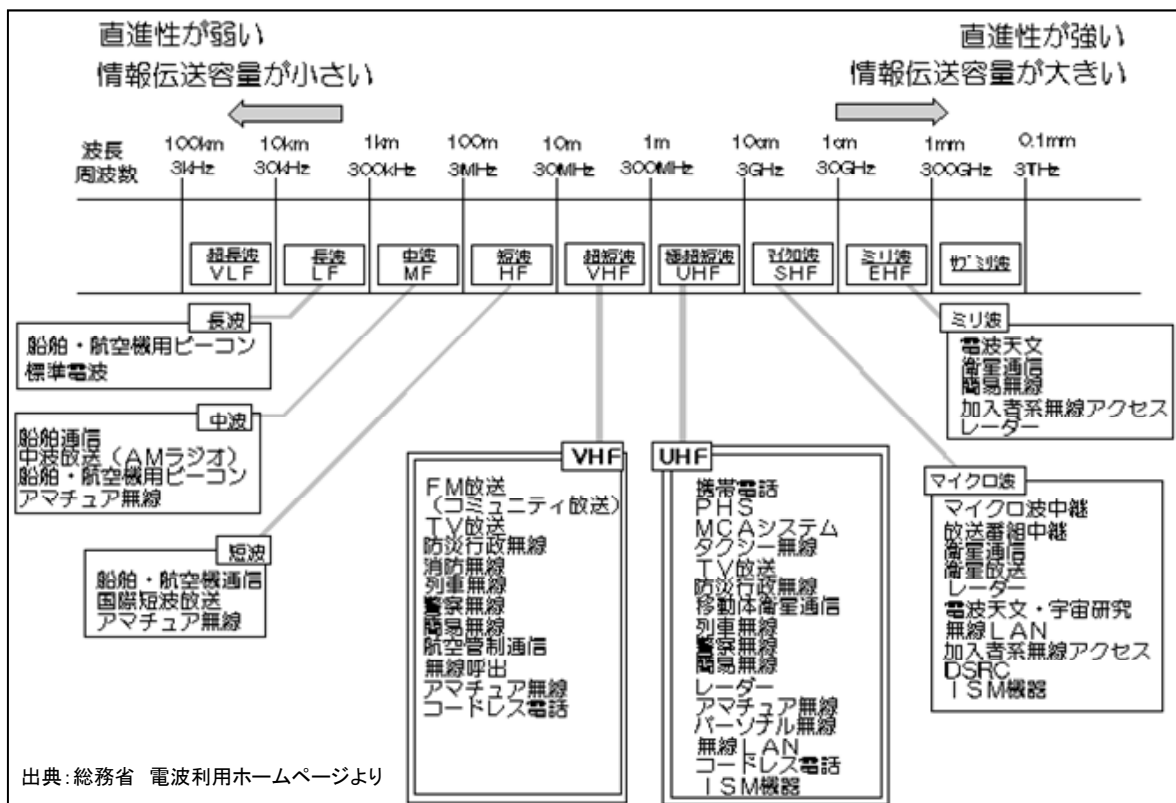 直進性が弱い
情報伝送容量が小さい
直進性が強い
情報伝送容量が大きい
波長 100km 10km 1km 100m 10m 1m 10cm 1cm 1mm 0.1mm
周波数 3kHz 30kHz 300kHz 3MHz 30MHz 300MHz 3GHz 30GHz 300GHz 3THz
超長波
VLF
長波
LF
中波
MF
短波
HF
超短波
VHF
極超短波
UHF
マイクロ波
SHF
ミリ波
EHF
サブミリ波
長波
船舶・航空機用ビーコン
標準電波
中波
船舶通信
中波放送(AMラジオ)
船舶・航空機用ビーコン
アマチュア無線
短波
船舶・航空機通信
国際短波放送
アマチュア無線
VHF
FM放送
(コミュニティ放送)
TV放送
防災行政無線
消防無線
列車無線
警察無線
簡易無線
航空管制通信
無線呼出
アマチュア無線
コードレス電話
UHF
携帯電話
PHS
MCAシステム
タクシー無線
TV放送
防災行政無線
移動体衛星通信
列車無線
警察無線
簡易無線
レーダー
アマチュア無線
パーソナル無線
無線LAN
コードレス電話
ISM機器
ミリ波
電波天文
衛星通信
簡易無線
加入者系無線アクセス
レーダー
マイクロ波
マイクロ波中継
放送番組中継
衛星通信
衛星放送
レーダー
電波天文・宇宙研究
無線LAN
加入者系無線アクセス
DSRC
ISM機器
出典:総務省 電波利用ホームページより